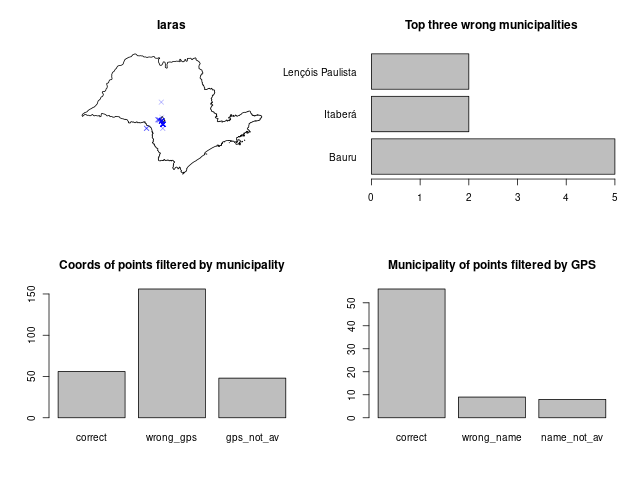 Iaras
Top three wrong municipalities
Lençóis Paulista
Itaberá
Bauru
0 1 2 3 4 5
Coords of points filtered by municipality
150
100
50
0
correct wrong_gps gps_not_av
Municipality of points filtered by GPS
50
40
30
20
10
0
correct wrong_name name_not_av